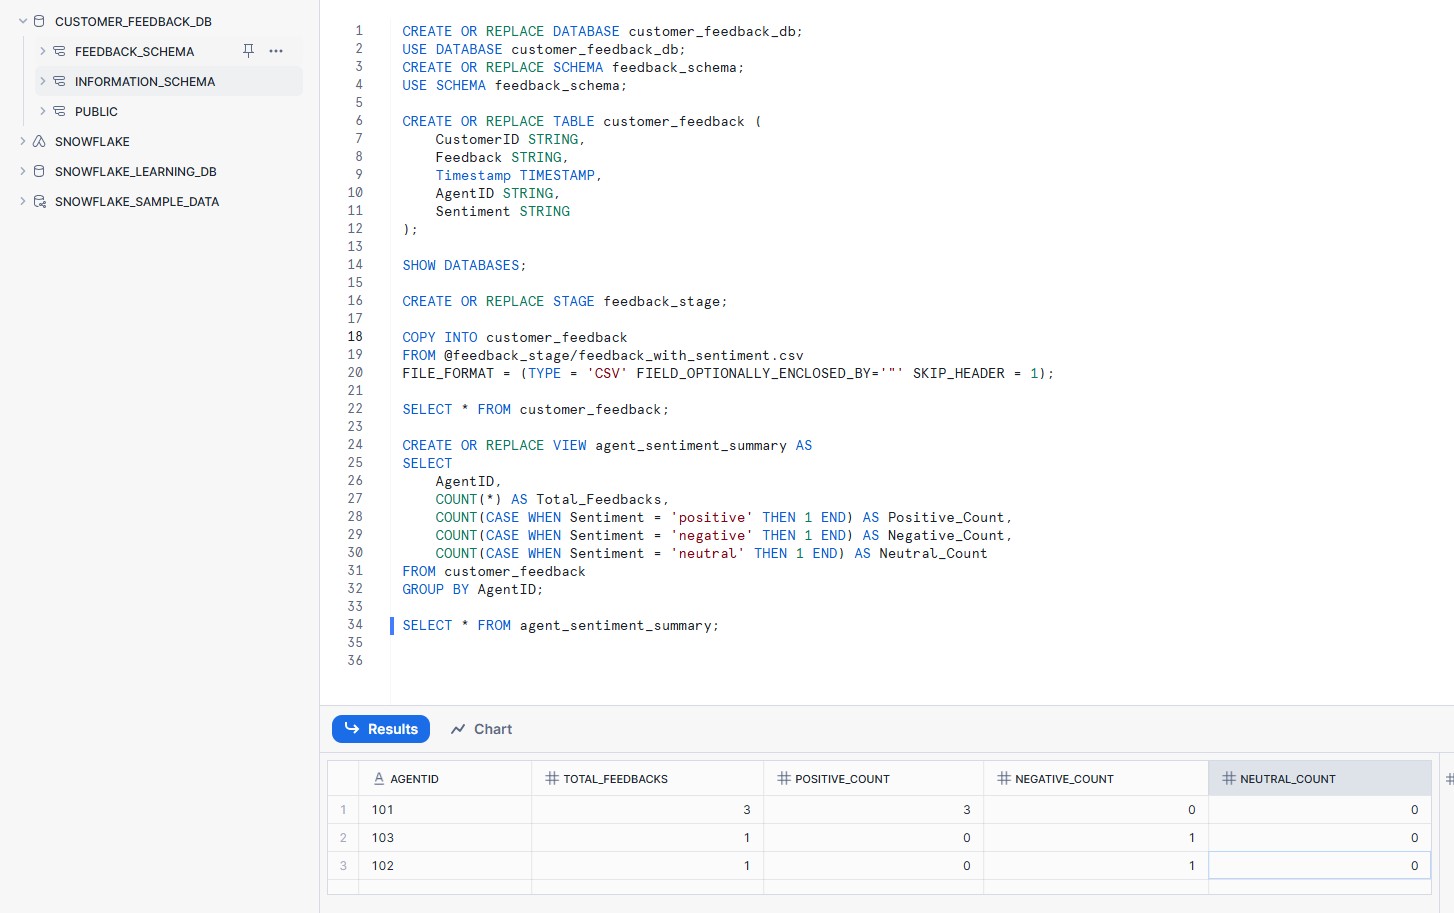 CUSTOMER_FEEDBACK_DB
FEEDBACK_SCHEMA
INFORMATION_SCHEMA
PUBLIC
SNOWFLAKE
SNOWFLAKE_LEARNING_DB
SNOWFLAKE_SAMPLE_DATA
1 CREATE OR REPLACE DATABASE customer_feedback_db;
2 USE DATABASE customer_feedback_db;
3 CREATE OR REPLACE SCHEMA feedback_schema;
4 USE SCHEMA feedback_schema;
5
6 CREATE OR REPLACE TABLE customer_feedback (
7     CustomerID STRING,
8     Feedback STRING,
9     Timestamp TIMESTAMP,
10     AgentID STRING,
11     Sentiment STRING
12 );
13
14 SHOW DATABASES;
15
16 CREATE OR REPLACE STAGE feedback_stage;
17
18 COPY INTO customer_feedback
19 FROM @feedback_stage/feedback_with_sentiment.csv
20 FILE_FORMAT = (TYPE = 'CSV' FIELD_OPTIONALLY_ENCLOSED_BY='"' SKIP_HEADER = 1);
21
22 SELECT * FROM customer_feedback;
23
24 CREATE OR REPLACE VIEW agent_sentiment_summary AS
25 SELECT
26     AgentID,
27     COUNT(*) AS Total_Feedbacks,
28     COUNT(CASE WHEN Sentiment = 'positive' THEN 1 END) AS Positive_Count,
29     COUNT(CASE WHEN Sentiment = 'negative' THEN 1 END) AS Negative_Count,
30     COUNT(CASE WHEN Sentiment = 'neutral' THEN 1 END) AS Neutral_Count
31 FROM customer_feedback
32 GROUP BY AgentID;
33
34 SELECT * FROM agent_sentiment_summary;
35
36
Results Chart
AGENTID TOTAL_FEEDBACKS POSITIVE_COUNT NEGATIVE_COUNT NEUTRAL_COUNT
1 101 3 3 0 0
2 103 1 0 1 0
3 102 1 0 1 0